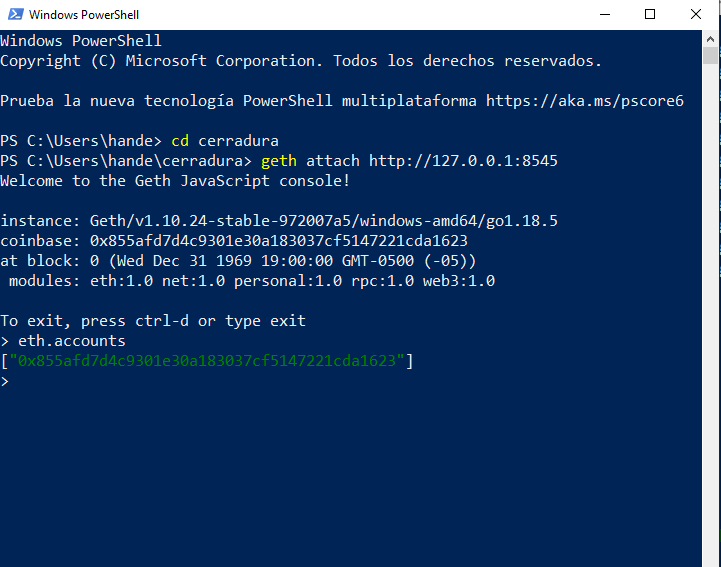 Windows PowerShell
Windows PowerShell
Copyright (C) Microsoft Corporation. Todos los derechos reservados.
Prueba la nueva tecnología PowerShell multiplataforma https://aka.ms/pscore6
PS C:\Users\hande> cd cerradura
PS C:\Users\hande\cerradura> geth attach http://127.0.0.1:8545
Welcome to the Geth JavaScript console!
instance: Geth/v1.10.24-stable-972007a5/windows-amd64/go1.18.5
coinbase: 0x855afd7d4c9301e30a183037cf5147221cda1623
at block: 0 (Wed Dec 31 1969 19:00:00 GMT-0500 (-05))
 modules: eth:1.0 net:1.0 personal:1.0 rpc:1.0 web3:1.0
To exit, press ctrl-d or type exit
> eth.accounts
["0x855afd7d4c9301e30a183037cf5147221cda1623"]
>